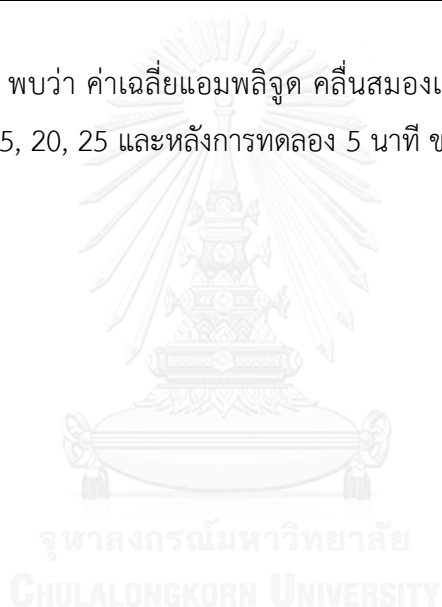 พบว่า ค่าเฉลี่ยแอมพลิจูด คลื่นสมอง
5, 20, 25 และหลังการทดลอง 5 นาที
จุฬาลงกรณ์มหาวิทยาลัย
CHULALONGKORN UNIVERSITY